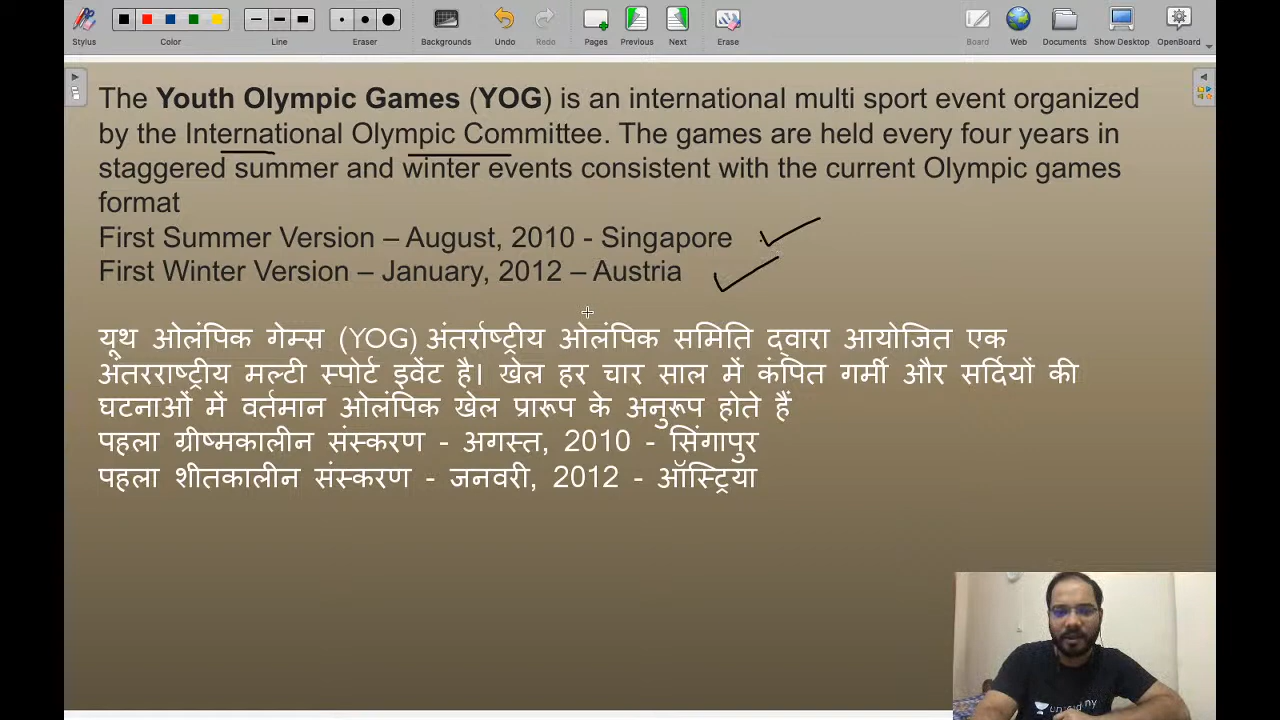 Stylus Color Line Eraser Backgrounds Undo Redo Pages Previous Next Erase Board Web Documents Show Desktop OpenBoard
The Youth Olympic Games (YOG) is an international multi sport event organized
by the International Olympic Committee. The games are held every four years in
staggered summer and winter events consistent with the current Olympic games
format
First Summer Version – August, 2010 - Singapore
First Winter Version – January, 2012 – Austria
यूथ ओलंपिक गेम्स (YOG) अंतर्राष्ट्रीय ओलंपिक समिति द्वारा आयोजित एक
अंतरराष्ट्रीय मल्टी स्पोर्ट इवेंट है। खेल हर चार साल में कंपित गर्मी और सर्दियों की
घटनाओं में वर्तमान ओलंपिक खेल प्रारूप के अनुरूप होते हैं
पहला ग्रीष्मकालीन संस्करण - अगस्त, 2010 - सिंगापुर
पहला शीतकालीन संस्करण - जनवरी, 2012 - ऑस्ट्रिया